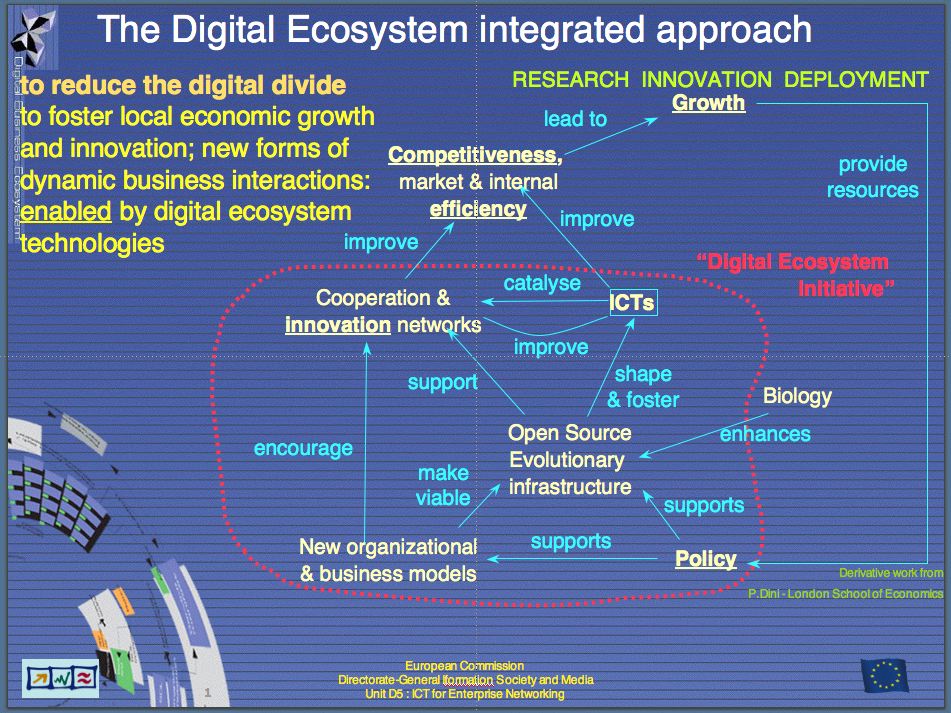 The Digital Ecosystem integrated approach
Digital Business Ecosystem
to reduce the digital divide
to foster local economic growth
and innovation; new forms of
dynamic business interactions:
enabled by digital ecosystem
technologies
RESEARCH INNOVATION DEPLOYMENT
Growth
lead to
Competitiveness,
market & internal
efficiency
provide
resources
improve
improve
"Digital Ecosystem
Initiative"
catalyse
Cooperation &
innovation networks
ICTs
improve
support
shape
& foster
Biology
encourage
Open Source
Evolutionary
infrastructure
enhances
make
viable
supports
New organizational
& business models
supports
Policy
Derivative work from
P.Dini - London School of Economics
European Commission
Directorate-General Iformation Society and Media
Unit D5 : ICT for Enterprise Networking
1